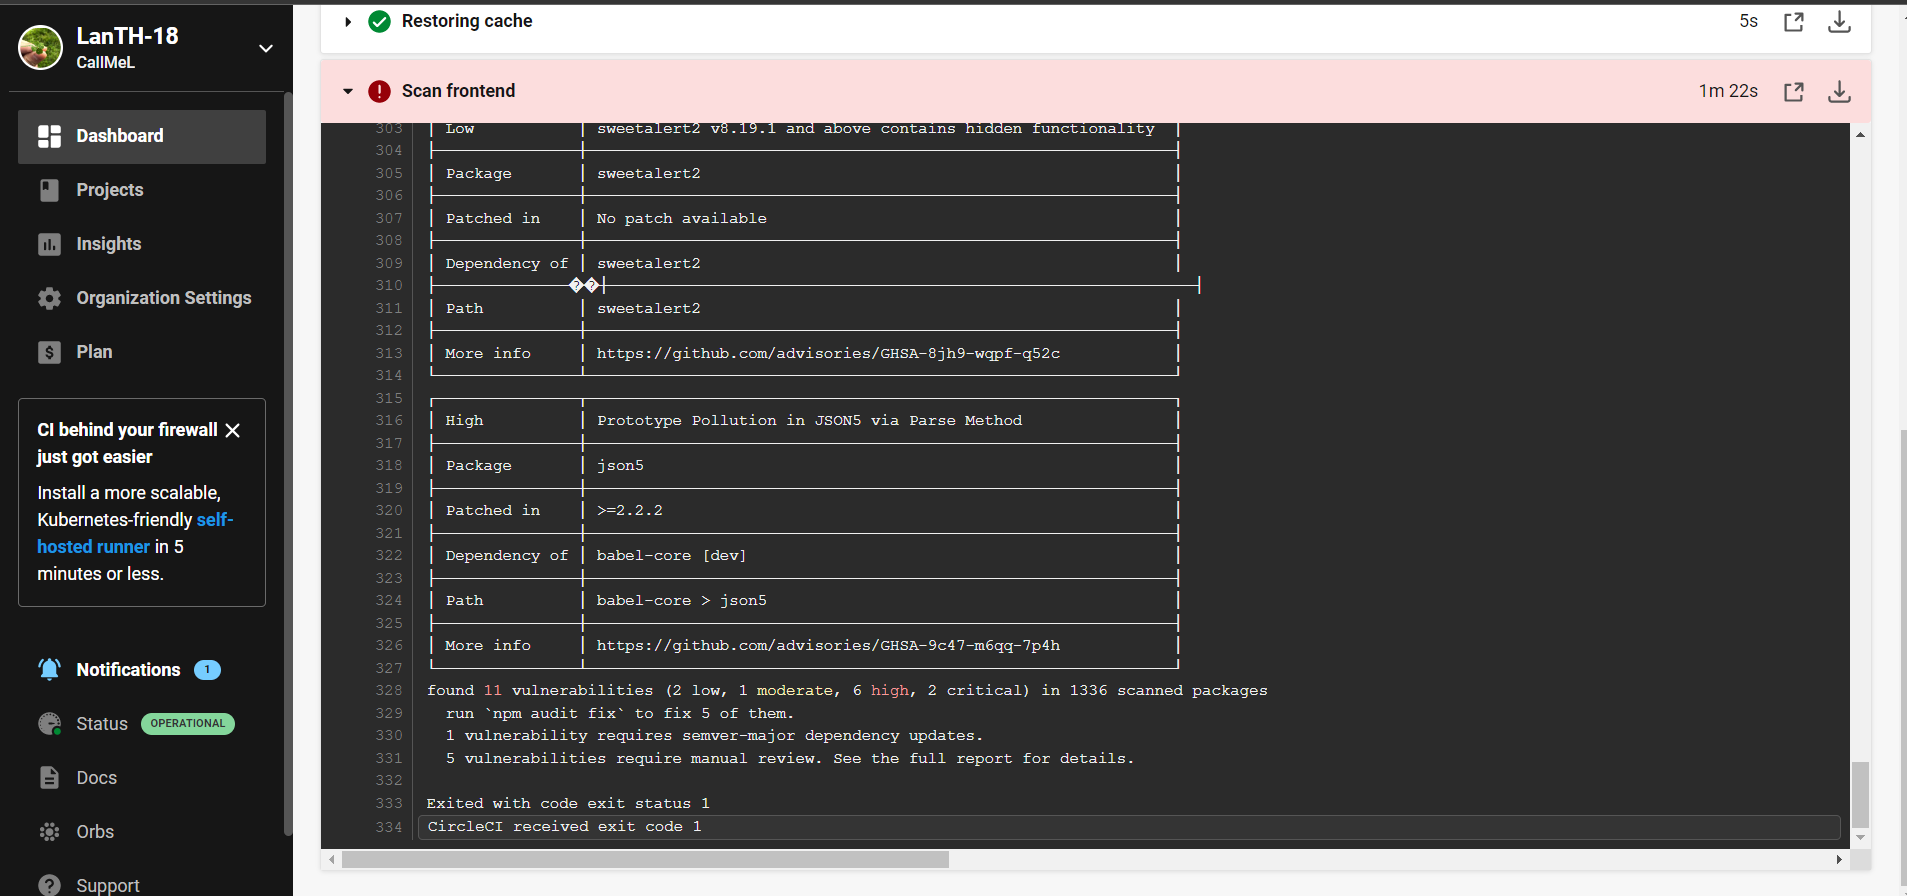 LanTH-18
CallMeL
Dashboard
Projects
Insights
Organization Settings
Plan
CI behind your firewall
just got easier
Install a more scalable,
Kubernetes-friendly self-
hosted runner in 5
minutes or less.
Notifications 1
Status OPERATIONAL
Docs
Orbs
Support
Restoring cache 5s
Scan frontend 1m 22s
303 │ Low │ sweetalert2 v8.19.1 and above contains hidden functionality │
304 ├───────────────┼───────────────────────────────────────────────────────────────┤
305 │ Package │ sweetalert2 │
306 ├───────────────┼───────────────────────────────────────────────────────────────┤
307 │ Patched in │ No patch available │
308 ├───────────────┼───────────────────────────────────────────────────────────────┤
309 │ Dependency of │ sweetalert2 │
310 ├──────────────��┼───────────────────────────────────────────────────────────────┤
311 │ Path │ sweetalert2 │
312 ├───────────────┼───────────────────────────────────────────────────────────────┤
313 │ More info │ https://github.com/advisories/GHSA-8jh9-wqpf-q52c │
314 └───────────────┴───────────────────────────────────────────────────────────────┘
315 ┌───────────────┬───────────────────────────────────────────────────────────────┐
316 │ High │ Prototype Pollution in JSON5 via Parse Method │
317 ├───────────────┼───────────────────────────────────────────────────────────────┤
318 │ Package │ json5 │
319 ├───────────────┼───────────────────────────────────────────────────────────────┤
320 │ Patched in │ >=2.2.2 │
321 ├───────────────┼───────────────────────────────────────────────────────────────┤
322 │ Dependency of │ babel-core [dev] │
323 ├───────────────┼───────────────────────────────────────────────────────────────┤
324 │ Path │ babel-core > json5 │
325 ├───────────────┼───────────────────────────────────────────────────────────────┤
326 │ More info │ https://github.com/advisories/GHSA-9c47-m6qq-7p4h │
327 └───────────────┴───────────────────────────────────────────────────────────────┘
328 found 11 vulnerabilities (2 low, 1 moderate, 6 high, 2 critical) in 1336 scanned packages
329 run `npm audit fix` to fix 5 of them.
330 1 vulnerability requires semver-major dependency updates.
331 5 vulnerabilities require manual review. See the full report for details.
332
333 Exited with code exit status 1
334 CircleCI received exit code 1